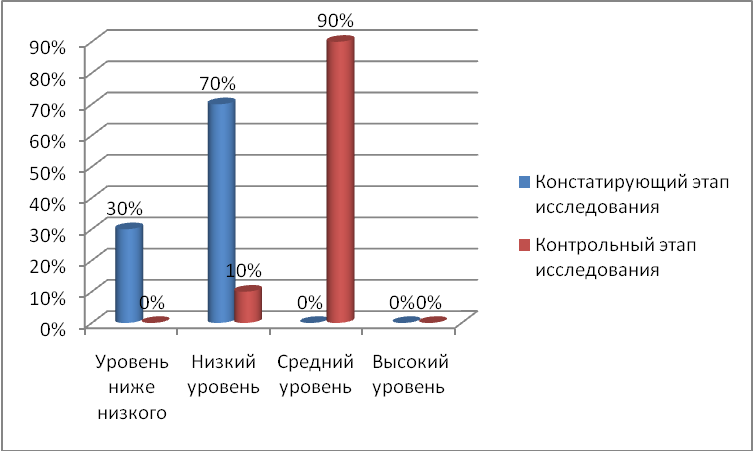 90%
90%
80%
70%
70%
60%
50%
40%
30%
30%
20%
10%
10%
0%
0%
0%
0%0%
Уровень ниже низкого
Низкий уровень
Средний уровень
Высокий уровень
Констатирующий этап
исследования
Контрольный этап
исследования